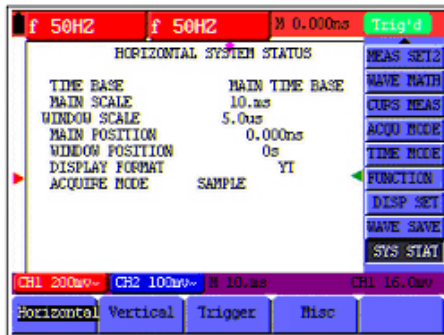 f 50HZ f 50HZ M 0.000ns Trig'd
HORIZONTAL SYSTEM STATUS
TIME BASE MAIN TIME BASE
MAIN SCALE 10.ms
WINDOW SCALE 5.0us
MAIN POSITION 0.000ns
WINDOW POSITION 0s
DISPLAY FORMAT YT
ACQUIRE MODE SAMPLE
MEAS SET2
WAVE MATH
CURS MEAS
ACQU MODE
TIME MODE
FUNCTION
DISP SET
WAVE SAVE
SYS STAT
CH1 200mv~ CH2 100mv~ M 10.ms CH1 16.0mv
Horizontal Vertical Trigger Misc